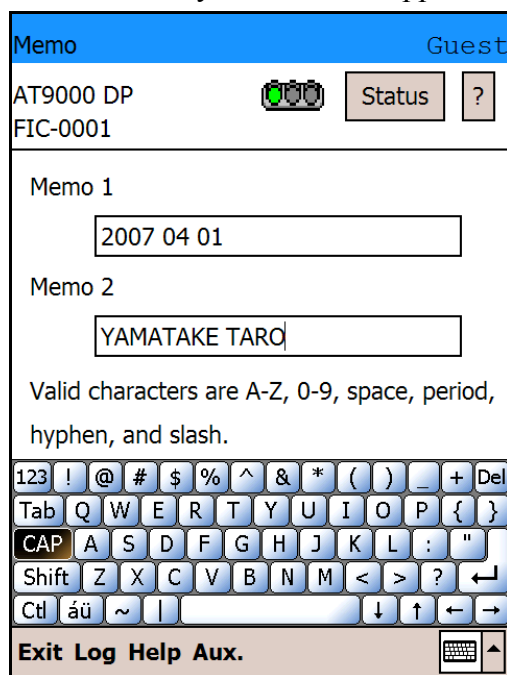 Memo Guest
AT9000 DP Status ?
FIC-0001
Memo 1
2007 04 01
Memo 2
YAMATAKE TARO
Valid characters are A-Z, 0-9, space, period,
hyphen, and slash.
123 ! @ # $ % ^ & * ( ) _ + Del
Tab Q W E R T Y U I O P { }
CAP A S D F G H J K L : "
Shift Z X C V B N M < > ? ↵
Ctl áü ~ | ↓ ↑ ← →
Exit Log Help Aux.